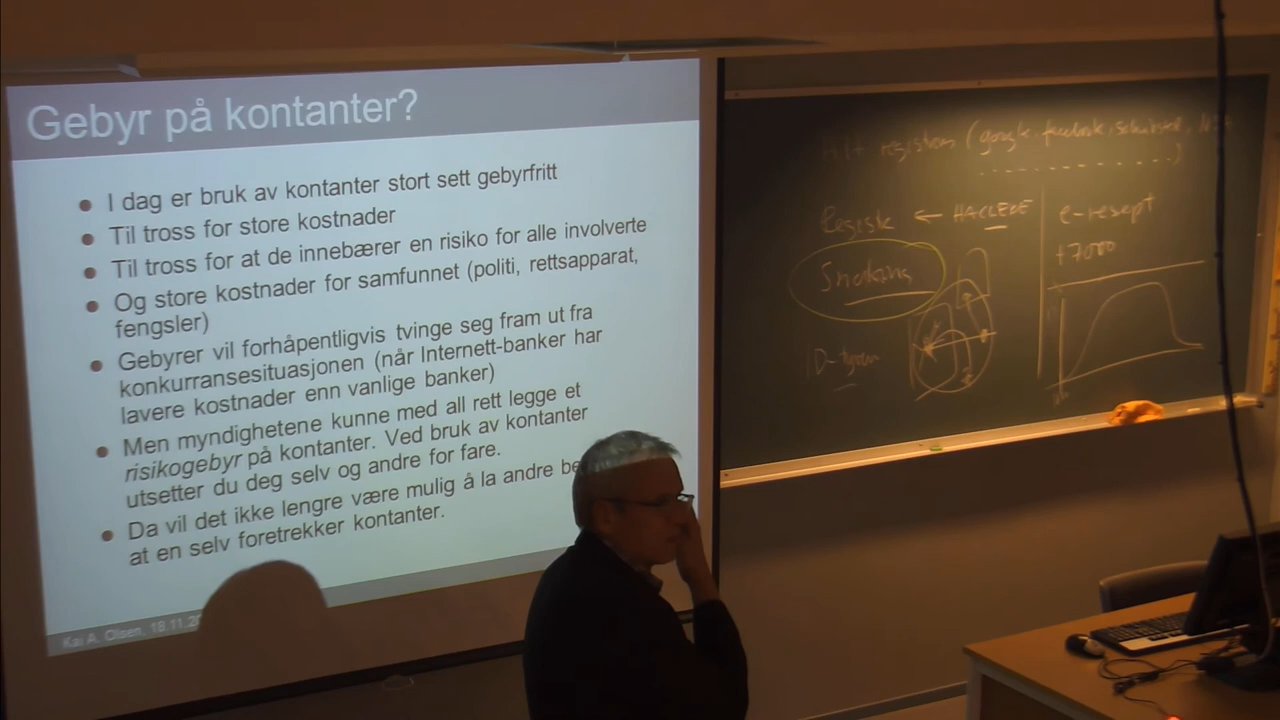 Gebyr på kontanter?
I dag er bruk av kontanter stort sett gebyrfritt
Til tross for store kostnader
Til tross for at de innebærer en risiko for alle involverte
Og store kostnader for samfunnet (politi, rettsapparat,
fengsler)
Gebyrer vil forhåpentligvis tvinge seg fram ut fra
konkurransesituasjonen (når Internett-banker har
lavere kostnader enn vanlige banker)
Men myndighetene kunne med all rett legge et
risikogebyr på kontanter. Ved bruk av kontanter
utsetter du deg selv og andre for fare.
Da vil det ikke lengre være mulig å la andre be
at en selv foretrekker kontanter.
Kai A. Olsen, 18.11.20
(google
←
e-resept
+7000
ID-